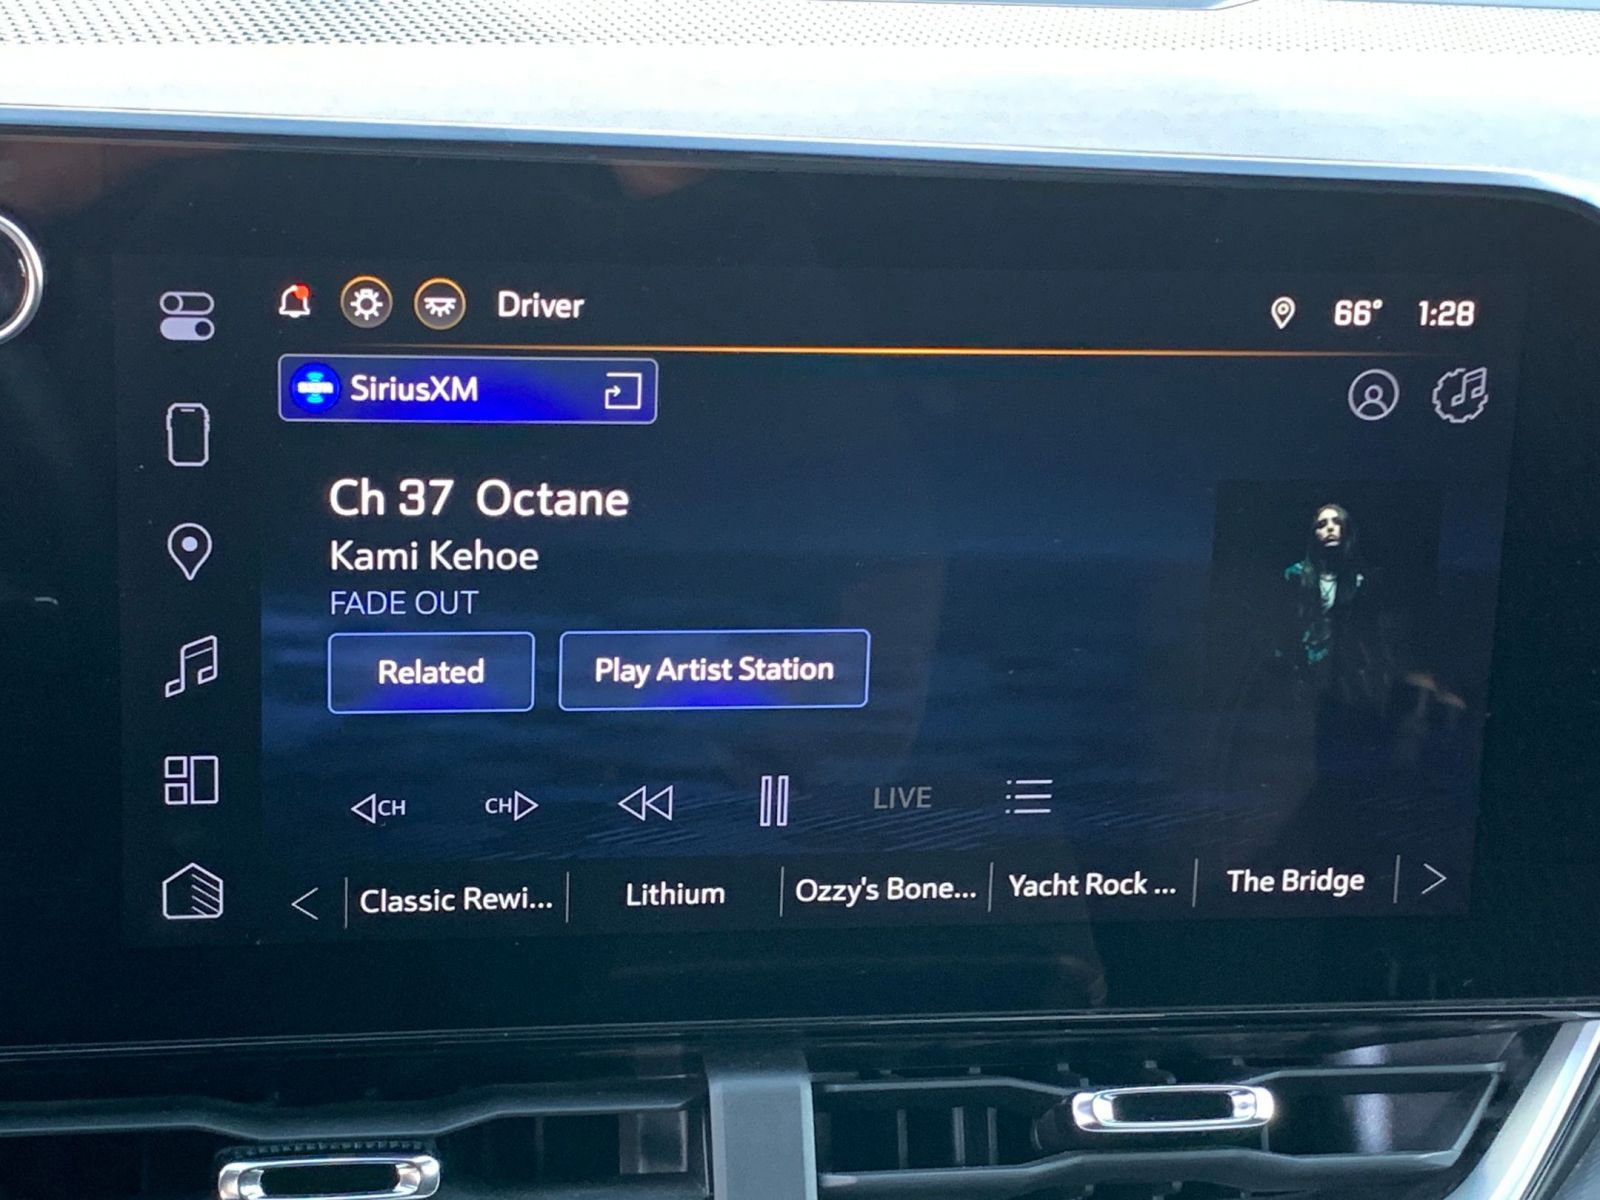 Driver
66° 1:28
SiriusXM
Ch 37 Octane
Kami Kehoe
FADE OUT
Related Play Artist Station
CH CH LIVE
Classic Rewi... Lithium Ozzy's Bone... Yacht Rock ... The Bridge